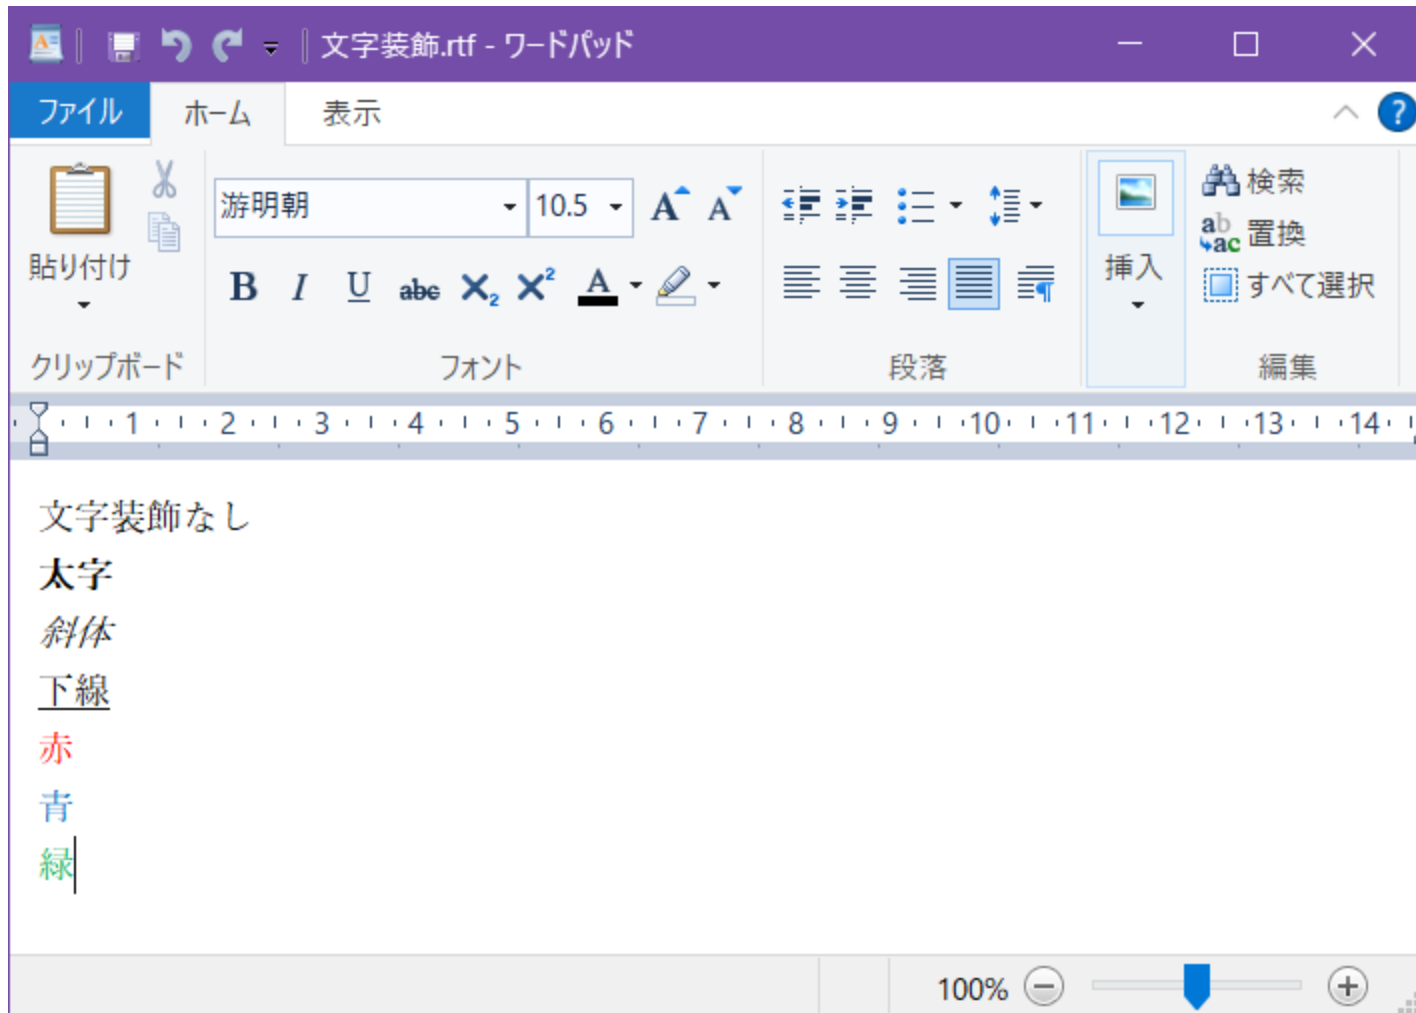 文字装飾.rtf - ワードパッド
ファイル ホーム 表示
?
貼り付け
クリップボード
游明朝 10.5 A A
B I U abc X₂ X² A
フォント
段落
挿入
検索
ab ac 置換
すべて選択
編集
1 2 3 4 5 6 7 8 9 10 11 12 13 14
文字装飾なし
太字
斜体
下線
赤
青
緑
100%